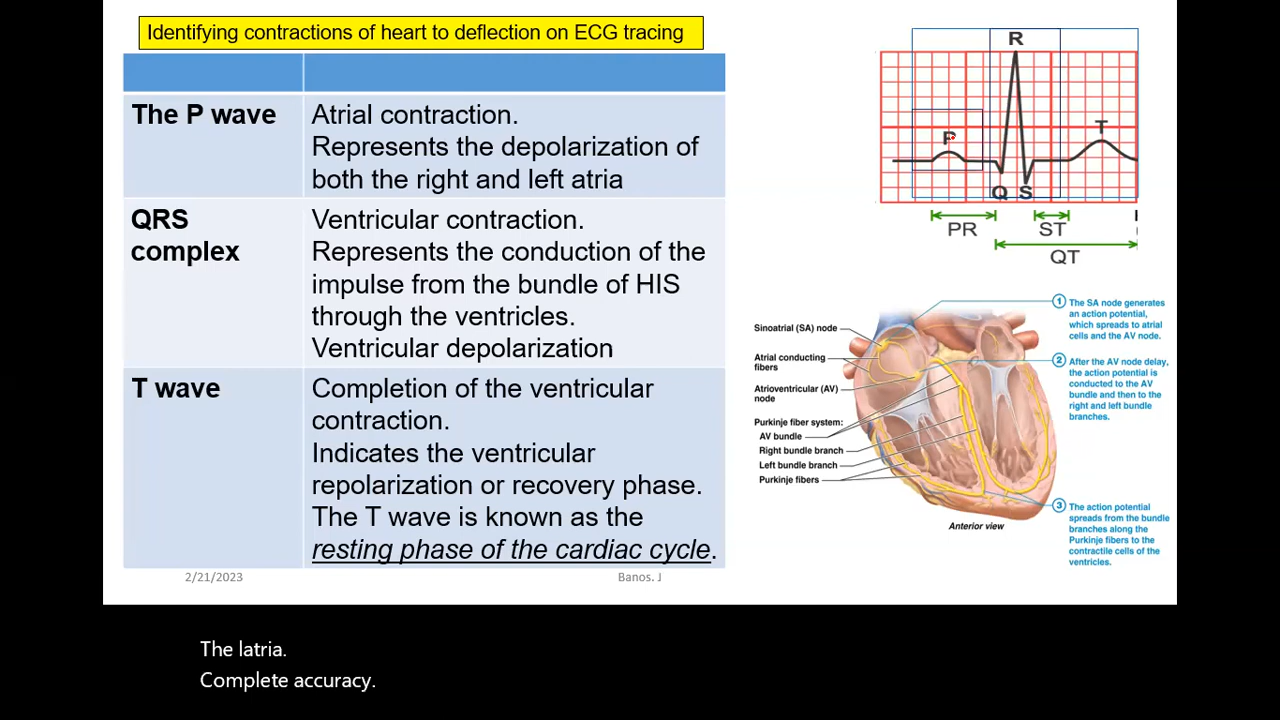 Identifying contractions of heart to deflection on ECG tracing
The P wave
Atrial contraction.
Represents the depolarization of
both the right and left atria
QRS
complex
Ventricular contraction.
Represents the conduction of the
impulse from the bundle of HIS
through the ventricles.
Ventricular depolarization
T wave
Completion of the ventricular
contraction.
Indicates the ventricular
repolarization or recovery phase.
The T wave is known as the
resting phase of the cardiac cycle.
2/21/2023
Banos. J
R
P
T
Q
S
PR
ST
QT
Sinoatrial (SA) node
Atrial conducting
fibers
Atrioventricular (AV)
node
Purkinje fiber system:
AV bundle
Right bundle branch
Left bundle branch
Purkinje fibers
Anterior view
1 The SA node generates
an action potential,
which spreads to atrial
cells and the AV node.
2 After the AV node delay,
the action potential is
conducted to the AV
bundle and then to the
right and left bundle
branches.
3 The action potential
spreads from the bundle
branches along the
Purkinje fibers to the
contractile cells of the
ventricles.
The latria.
Complete accuracy.